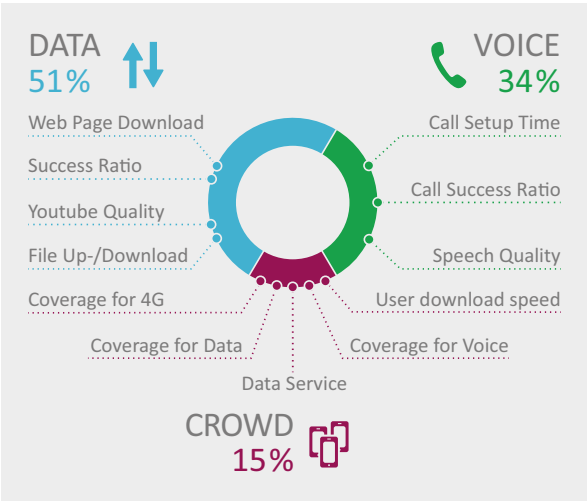 DATA
51%
VOICE
34%
Web Page Download
Call Setup Time
Success Ratio
Call Success Ratio
Youtube Quality
File Up-/Download
Speech Quality
Coverage for 4G
User download speed
Coverage for Data
Coverage for Voice
Data Service
CROWD
15%